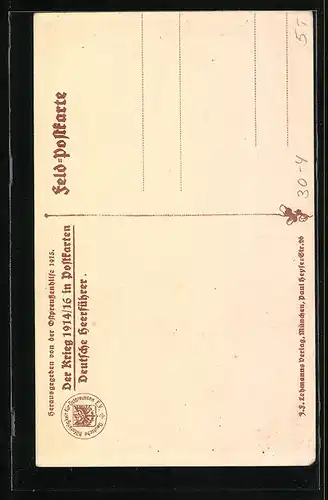 Feld=Postkarte
Herausgegeben von der Ostpreußenhilfe 1915.
Der Krieg 1914/16 in Postkarten
Deutsche Heerführer.
J. F. Lehmanns Verlag, München, Paul Heyse-Str. 26
5.-
30-4